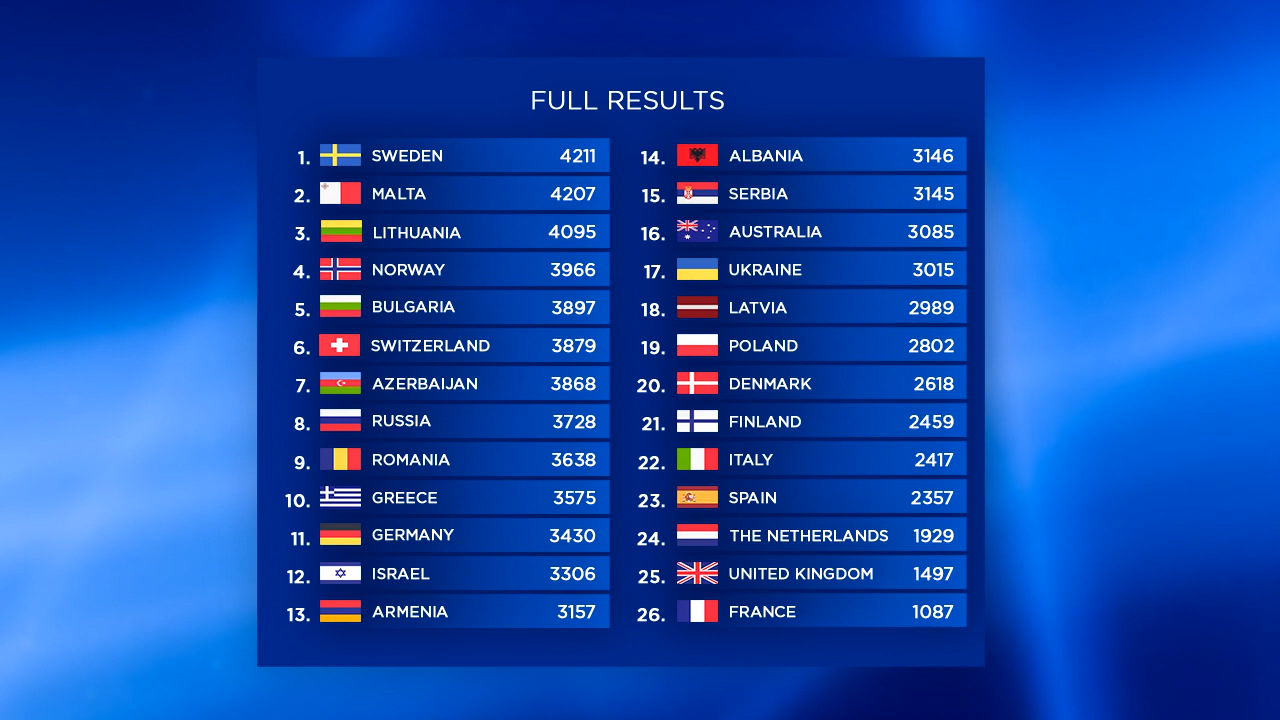 FULL RESULTS
1. SWEDEN 4211
2. MALTA 4207
3. LITHUANIA 4095
4. NORWAY 3966
5. BULGARIA 3897
6. SWITZERLAND 3879
7. AZERBAIJAN 3868
8. RUSSIA 3728
9. ROMANIA 3638
10. GREECE 3575
11. GERMANY 3430
12. ISRAEL 3306
13. ARMENIA 3157
14. ALBANIA 3146
15. SERBIA 3145
16. AUSTRALIA 3085
17. UKRAINE 3015
18. LATVIA 2989
19. POLAND 2802
20. DENMARK 2618
21. FINLAND 2459
22. ITALY 2417
23. SPAIN 2357
24. THE NETHERLANDS 1929
25. UNITED KINGDOM 1497
26. FRANCE 1087